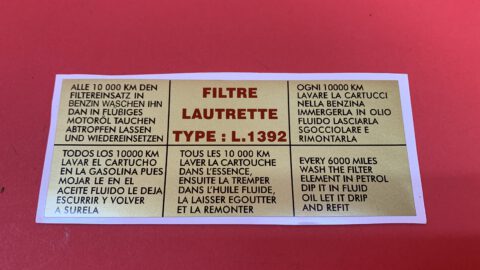 ALLE 10 000 KM DEN
FILTEREINSATZ IN
BENZIN WASCHEN IHN
DAN IN FLUßIGES
MOTORÖL TAUCHEN
ABTROPFEN LASSEN
UND WIEDEREINSETZEN
FILTRE
LAUTRETTE
TYPE : L.1392
OGNI 10000 KM
LAVARE LA CARTUCCI
NELLA BENZINA
IMMERGERLA IN OLIO
FLUIDO LASCIARLA
SGOCCIOLARE E
RIMONTARLA
TODOS LOS 10000 KM
LAVAR EL CARTUCHO
EN LA GASOLINA PUES
MOJAR LE EN EL
ACEITE FLUIDO LE DEJA
ESCURRIR Y VOLVER
A SURELA
TOUS LES 10 000 KM
LAVER LA CARTOUCHE
DANS L'ESSENCE,
ENSUITE LA TREMPER
DANS L'HUILE FLUIDE,
LA LAISSER EGOUTTER
ET LA REMONTER
EVERY 6000 MILES
WASH THE FILTER
ELEMENT IN PETROL
DIP IT IN FLUID
OIL LET IT DRIP
AND REFIT